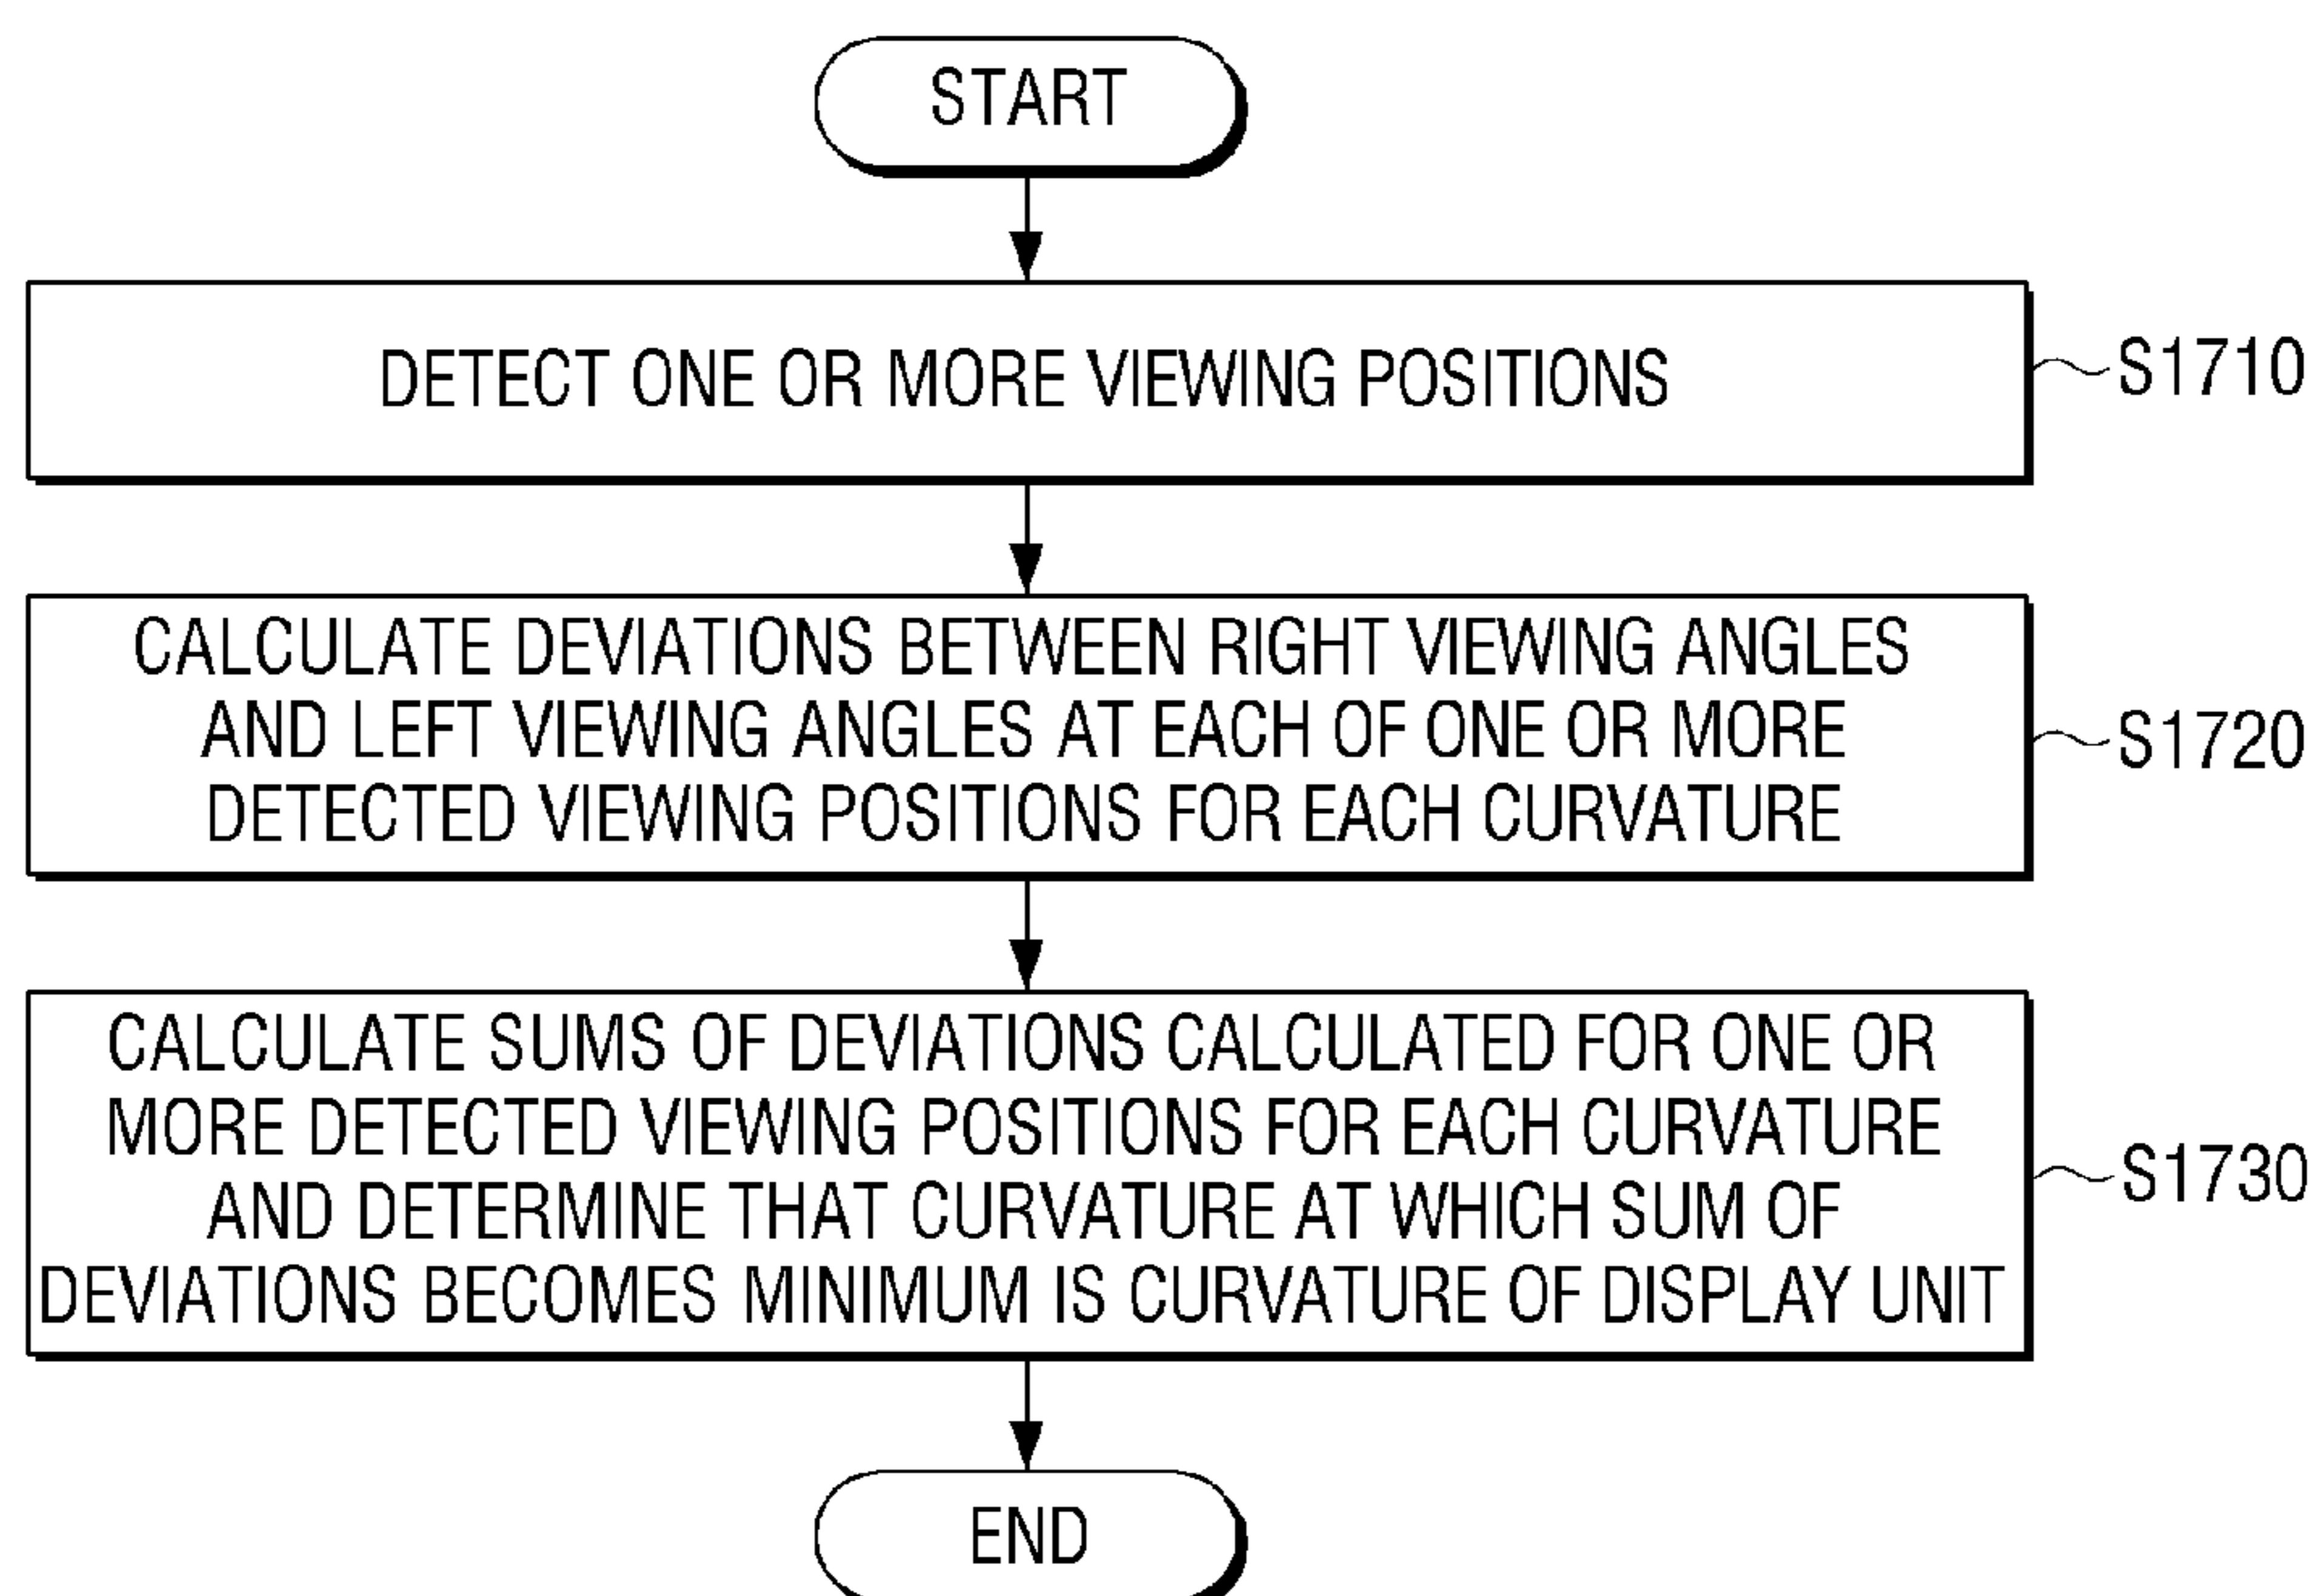 START
DETECT ONE OR MORE VIEWING POSITIONS
S1710
CALCULATE DEVIATIONS BETWEEN RIGHT VIEWING ANGLES
AND LEFT VIEWING ANGLES AT EACH OF ONE OR MORE
DETECTED VIEWING POSITIONS FOR EACH CURVATURE
S1720
CALCULATE SUMS OF DEVIATIONS CALCULATED FOR ONE OR
MORE DETECTED VIEWING POSITIONS FOR EACH CURVATURE
AND DETERMINE THAT CURVATURE AT WHICH SUM OF
DEVIATIONS BECOMES MINIMUM IS CURVATURE OF DISPLAY UNIT
S1730
END